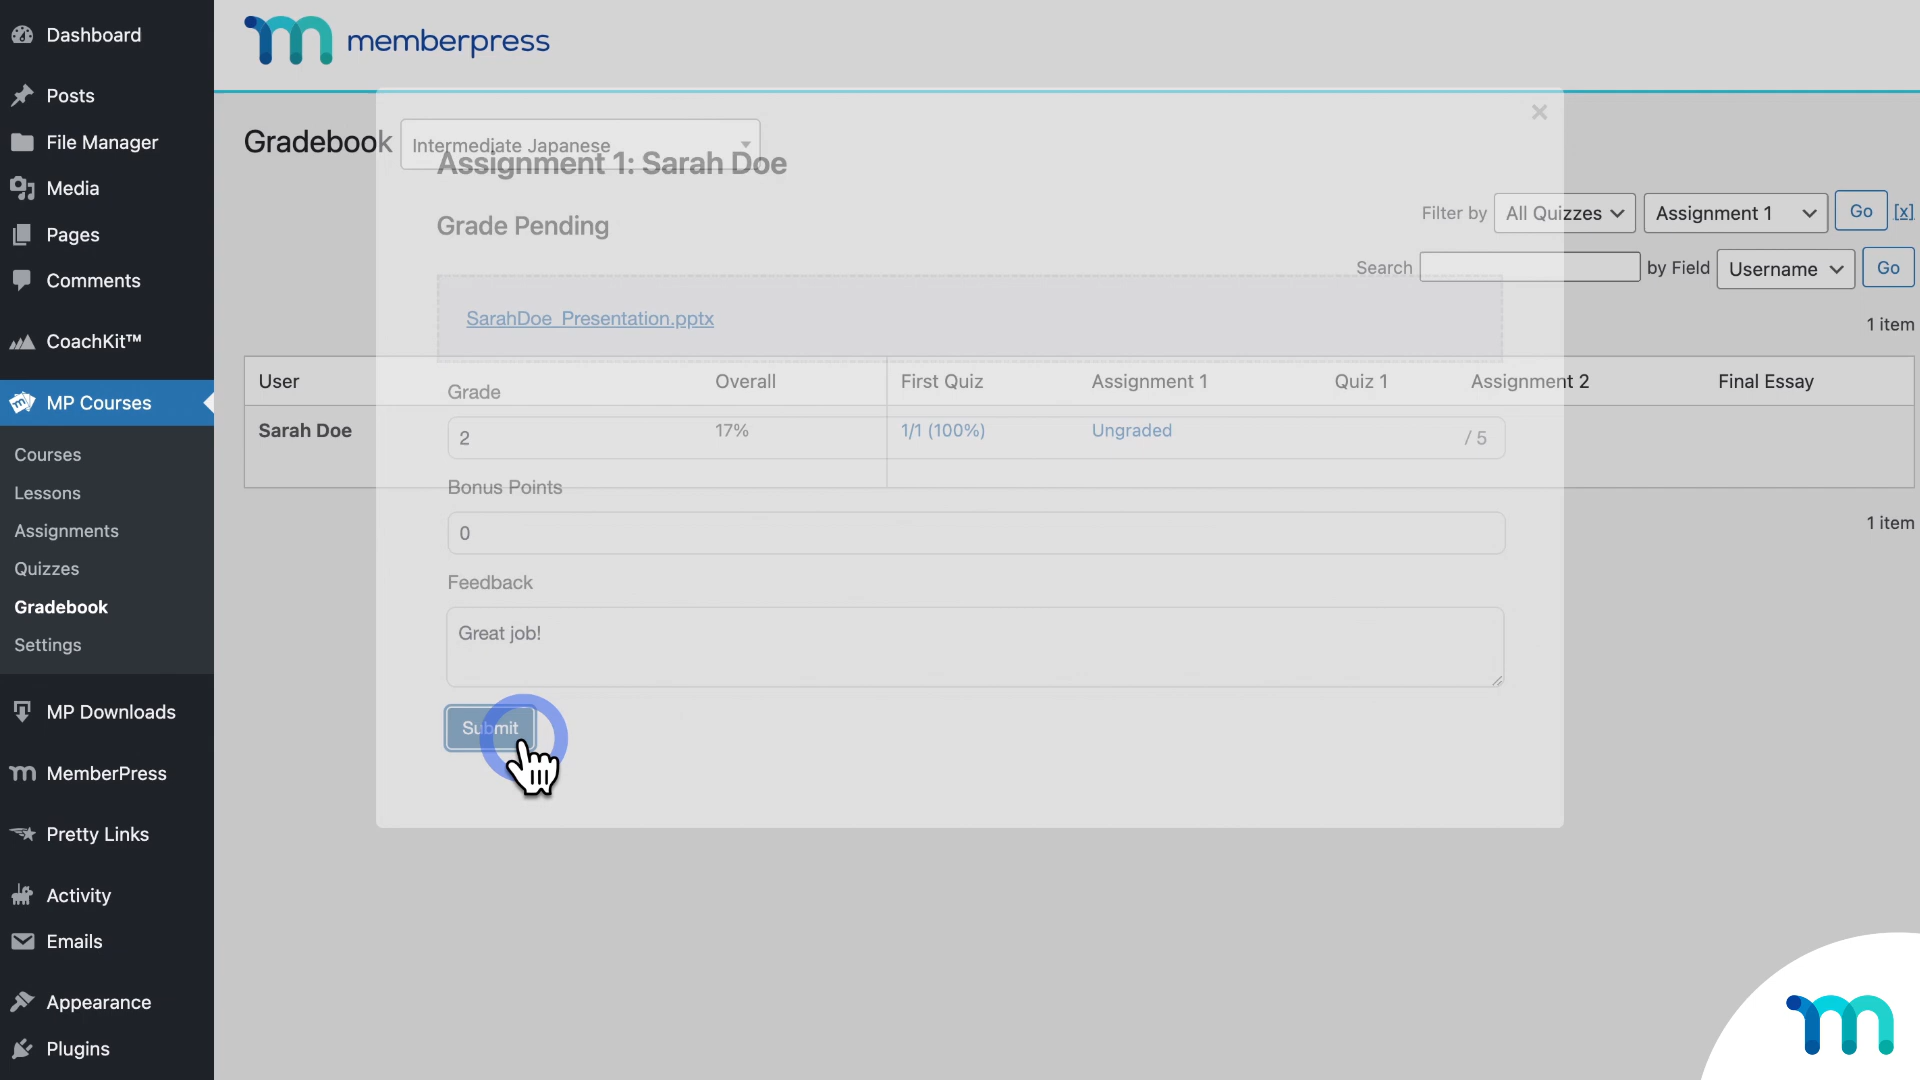 Dashboard
Posts
File Manager
Media
Pages
Comments
CoachKit™
MP Courses
Courses
Lessons
Assignments
Quizzes
Gradebook
Settings
MP Downloads
MemberPress
Pretty Links
Activity
Emails
Appearance
Plugins
memberpress
Gradebook
Intermediate Japanese
Filter by All Quizzes Assignment 1 Go [x]
Search by Field Username Go
1 item
User Overall First Quiz Assignment 1 Quiz 1 Assignment 2 Final Essay
Sarah Doe 17% 1/1 (100%) Ungraded
1 item
×
Assignment 1: Sarah Doe
Grade Pending
SarahDoe_Presentation.pptx
Grade
2 / 5
Bonus Points
0
Feedback
Great job!
Submit